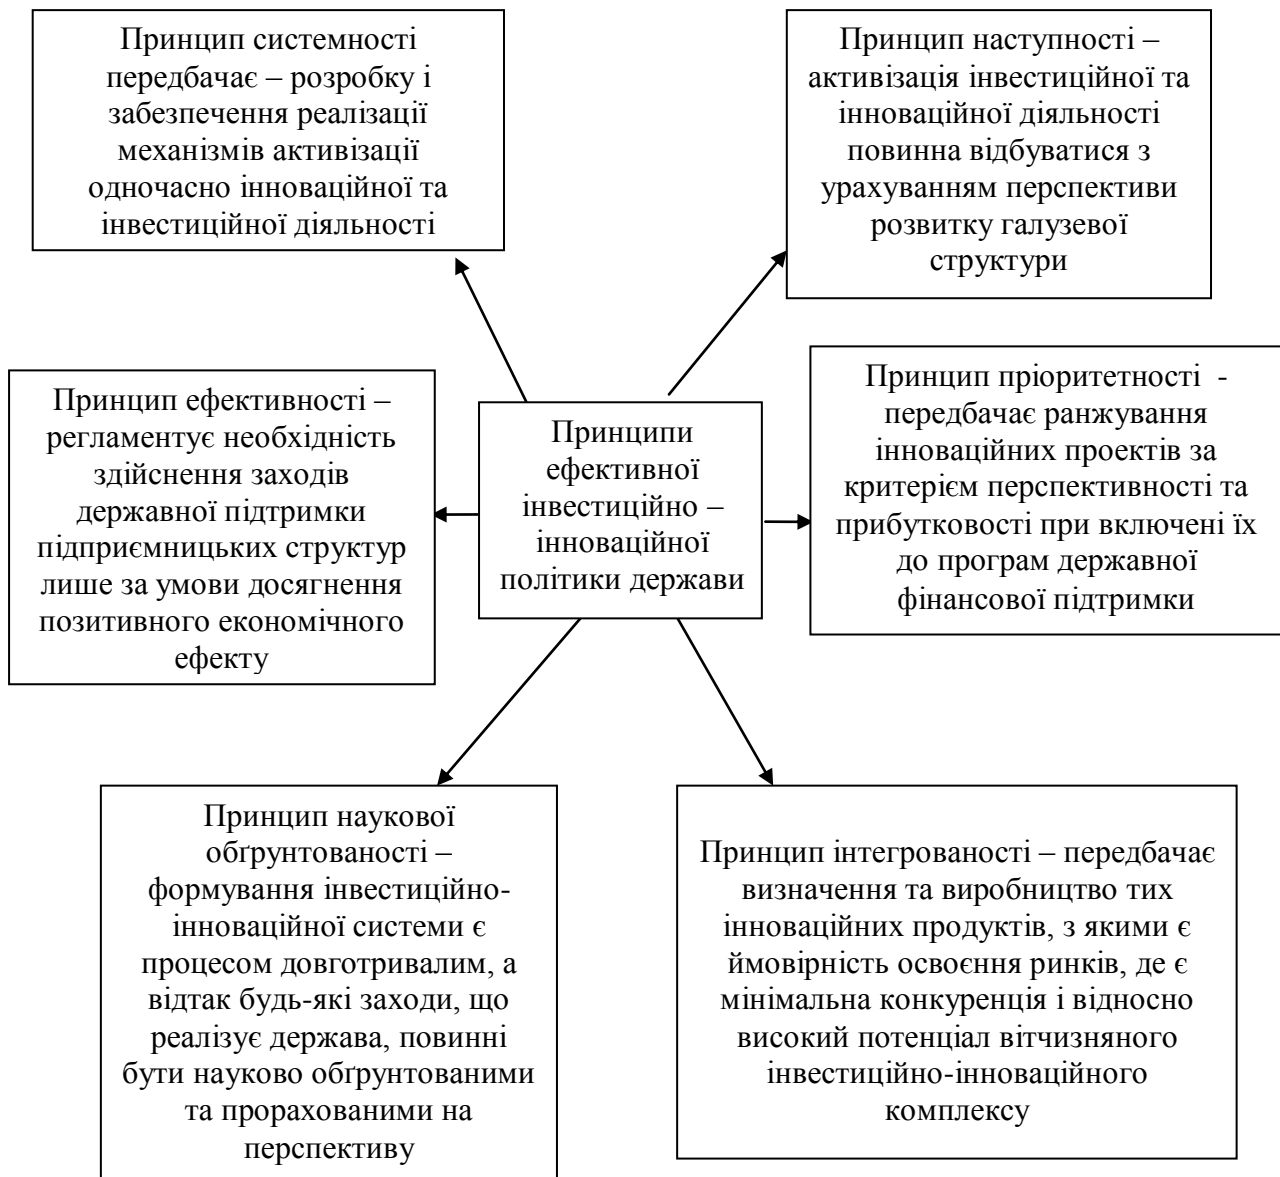 Принцип системності
передбачає – розробку і
забезпечення реалізації
механізмів активізації
одночасно інноваційної та
інвестиційної діяльності
Принцип наступності –
активізація інвестиційної та
інноваційної діяльності
повинна відбуватися з
урахуванням перспективи
розвитку галузевої
структури
Принцип ефективності –
регламентує необхідність
здійснення заходів
державної підтримки
підприємницьких структур
лише за умови досягнення
позитивного економічного
ефекту
Принципи
ефективної
інвестиційно –
інноваційної
політики держави
Принцип пріоритетності -
передбачає ранжування
інноваційних проектів за
критерієм перспективності та
прибутковості при включені їх
до програм державної
фінансової підтримки
Принцип наукової
обґрунтованості –
формування інвестиційно-
інноваційної системи є
процесом довготривалим, а
відтак будь-які заходи, що
реалізує держава, повинні
бути науково обґрунтованими
та прорахованими на
перспективу
Принцип інтегрованості – передбачає
визначення та виробництво тих
інноваційних продуктів, з якими є
ймовірність освоєння ринків, де є
мінімальна конкуренція і відносно
високий потенціал вітчизняного
інвестиційно-інноваційного
комплексу